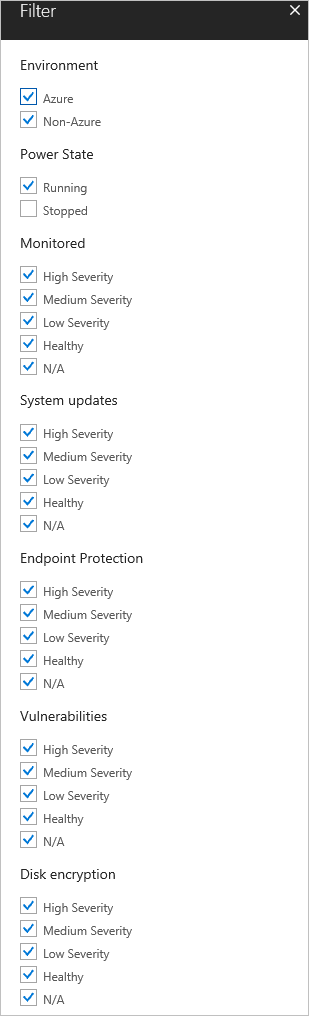 Filter
Environment
Azure
Non-Azure
Power State
Running
Stopped
Monitored
High Severity
Medium Severity
Low Severity
Healthy
N/A
System updates
High Severity
Medium Severity
Low Severity
Healthy
N/A
Endpoint Protection
High Severity
Medium Severity
Low Severity
Healthy
N/A
Vulnerabilities
High Severity
Medium Severity
Low Severity
Healthy
N/A
Disk encryption
High Severity
Medium Severity
Low Severity
Healthy
N/A